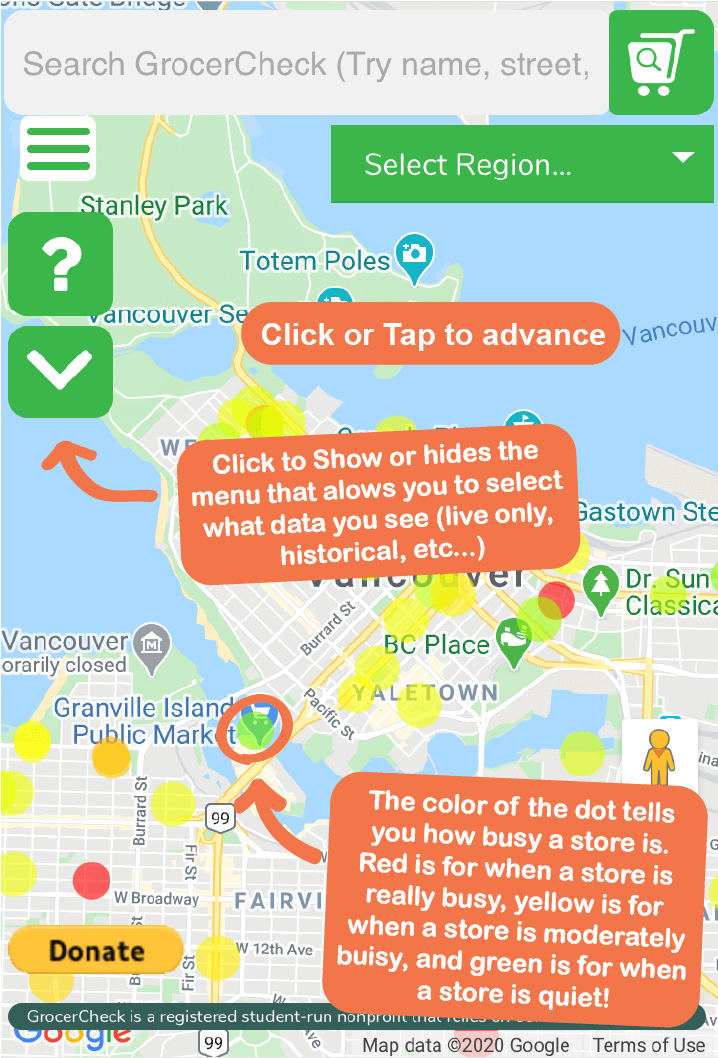 Search GrocerCheck (Try name, street,
Select Region...
Stanley Park
?
Totem Poles
Vancouver Se
Click or Tap to advance
Vancouv
WE
Click to Show or hides the
menu that alows you to select
what data you see (live only,
historical, etc...)
Gastown Ste
Vancouver
Dr. Sun
Classica
Burrard St
BC Place
Vancouver
orarily closed
YALETOWN
Pacific St
Granville Island
Public Market
Burrard St
99
Fir St
The color of the dot tells
you how busy a store is.
Red is for when a store is
really busy, yellow is for
when a store is moderately
buisy, and green is for when
a store is quiet!
W Broadway
FAIRVI
Donate
W 12th Ave
Fir St
GrocerCheck is a registered student-run nonprofit that relies on
Google
99
Map data ©2020 Google
Terms of Use